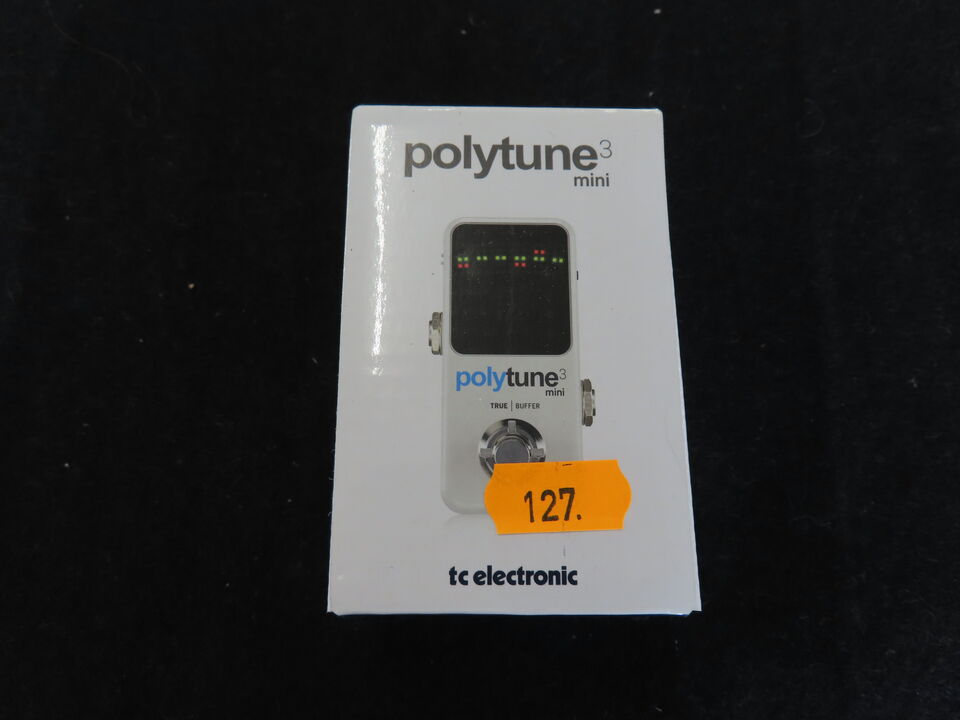 polytune3
mini
polytune3
mini
TRUE | BUFFER
127.
tc electronic